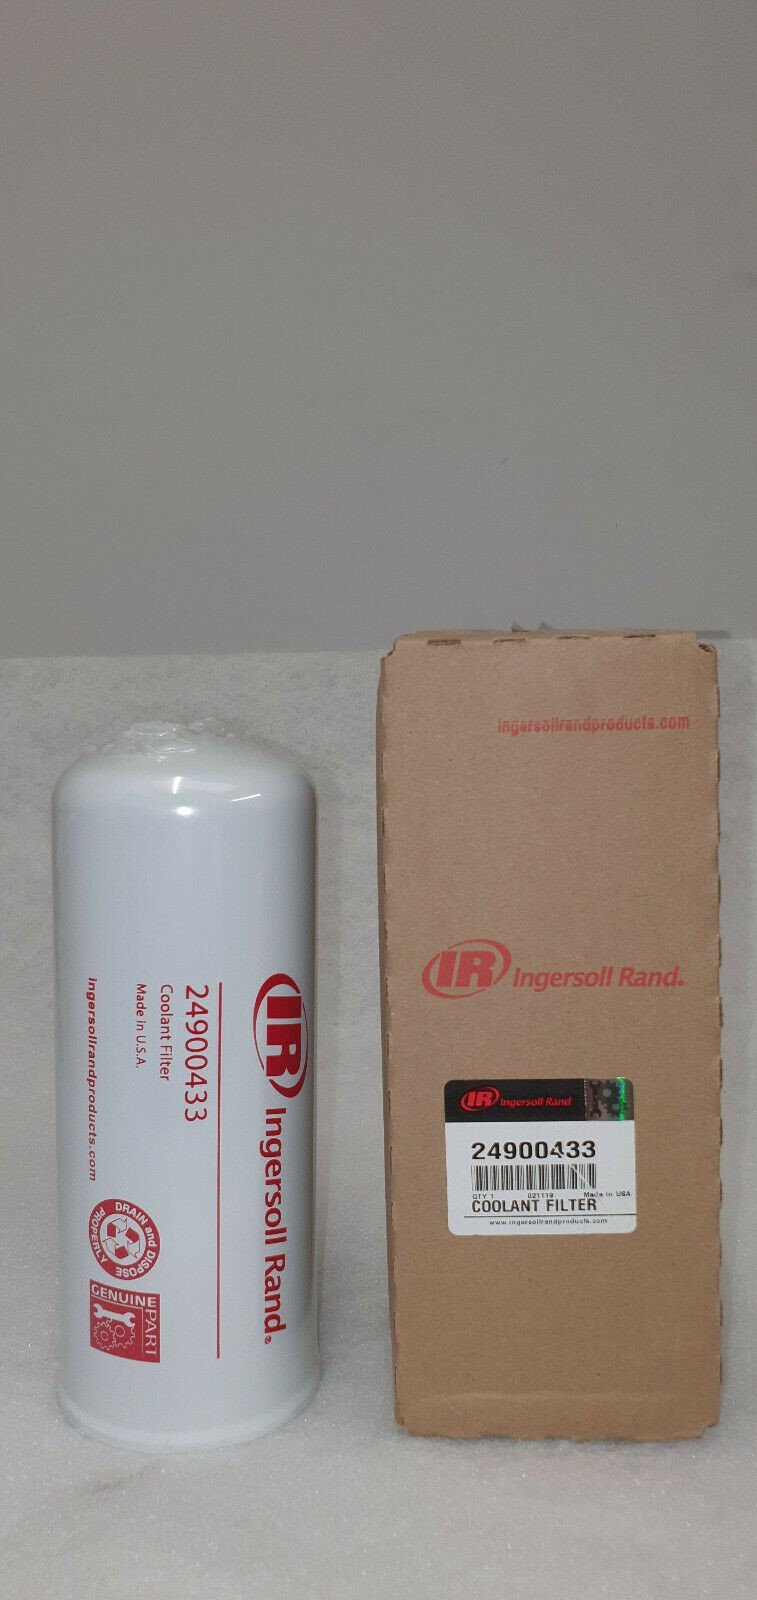 IR Ingersoll Rand®
24900433
Coolant Filter
Made in U.S.A.
ingersollrandproducts.com
DRAIN and DISPOSE PROPERLY
GENUINE PART
ingersollrandproducts.com
IR Ingersoll Rand®
IR Ingersoll Rand
24900433
QTY 1 021119 Made in USA
COOLANT FILTER
www.ingersollrandproducts.com